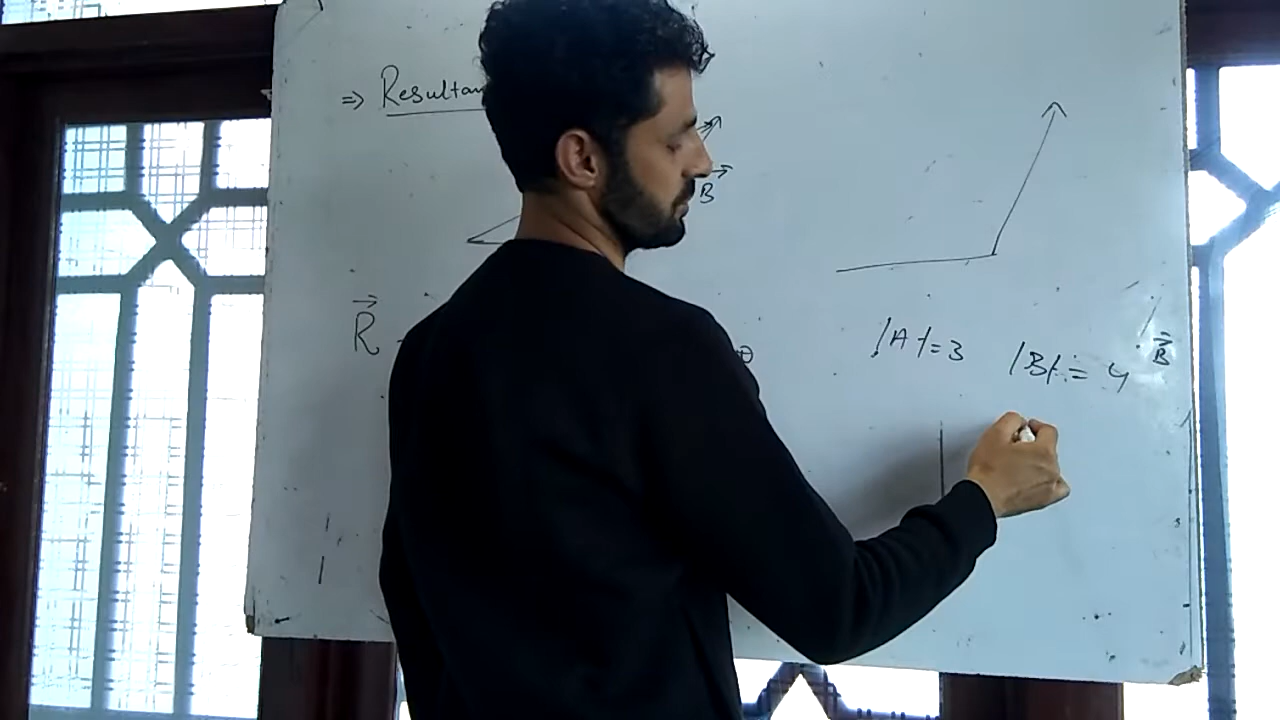 ⇒ Resultan
B⃗
R⃗
θ
|A|=3 |B|=4
B⃗